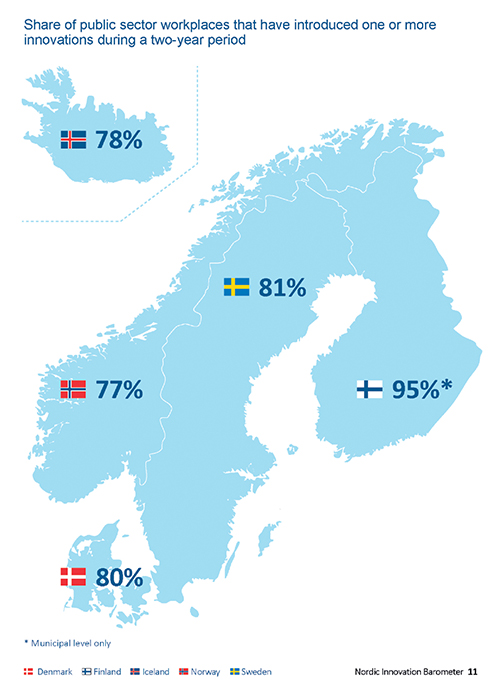 Share of public sector workplaces that have introduced one or more
innovations during a two-year period
78%
81%
77%
95%*
80%
* Municipal level only
Denmark Finland Iceland Norway Sweden
Nordic Innovation Barometer 11